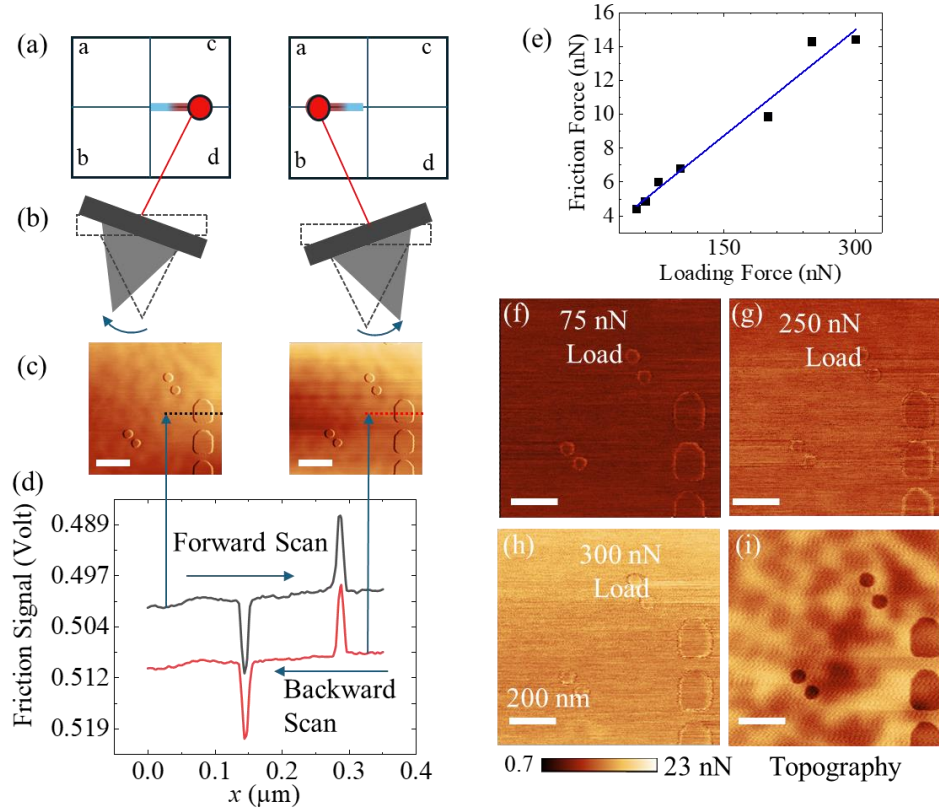 (a)
a
c
b
d
a
c
b
d
(b)
(c)
(d)
Friction Signal (Volt)
0.489
0.497
0.504
0.512
0.519
Forward Scan
Backward
Scan
0.0
0.1
0.2
0.3
0.4
x (μm)
(e)
Friction Force (nN)
16
14
12
10
8
6
4
150
300
Loading Force (nN)
(f)
75 nN
Load
(g)
250 nN
Load
(h)
300 nN
Load
200 nm
(i)
0.7
23 nN
Topography